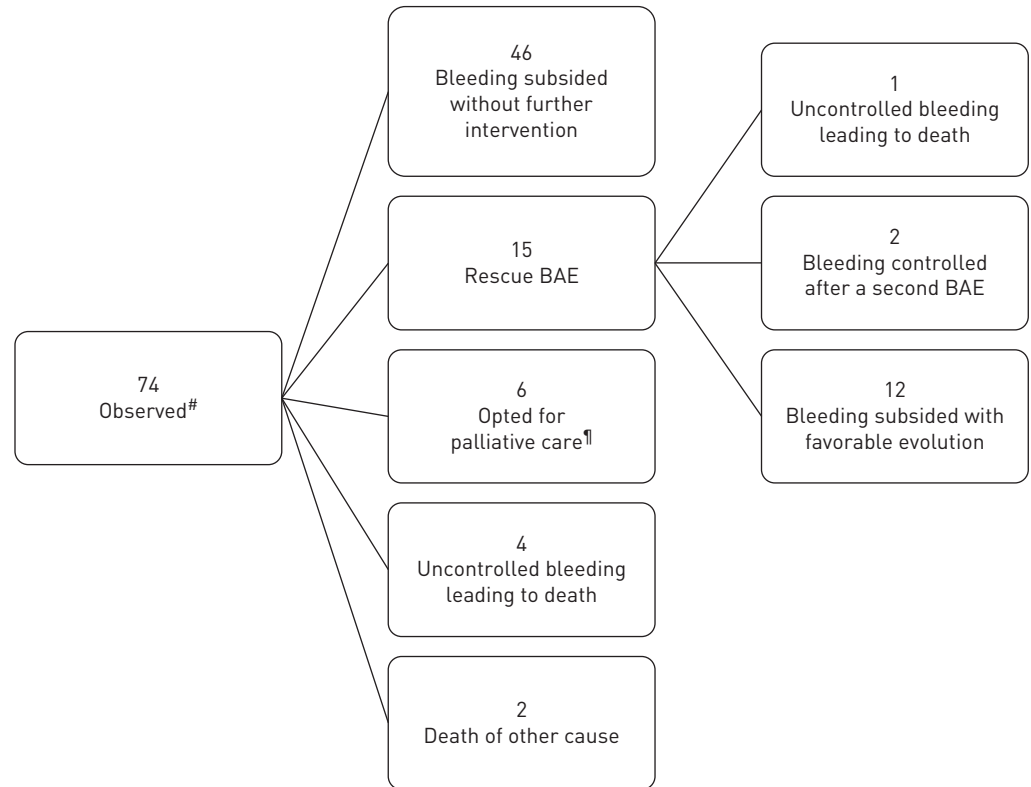 74
Observed#
46
Bleeding subsided
without further
intervention
15
Rescue BAE
6
Opted for
palliative care¶
4
Uncontrolled bleeding
leading to death
2
Death of other cause
1
Uncontrolled bleeding
leading to death
2
Bleeding controlled
after a second BAE
12
Bleeding subsided with
favorable evolution